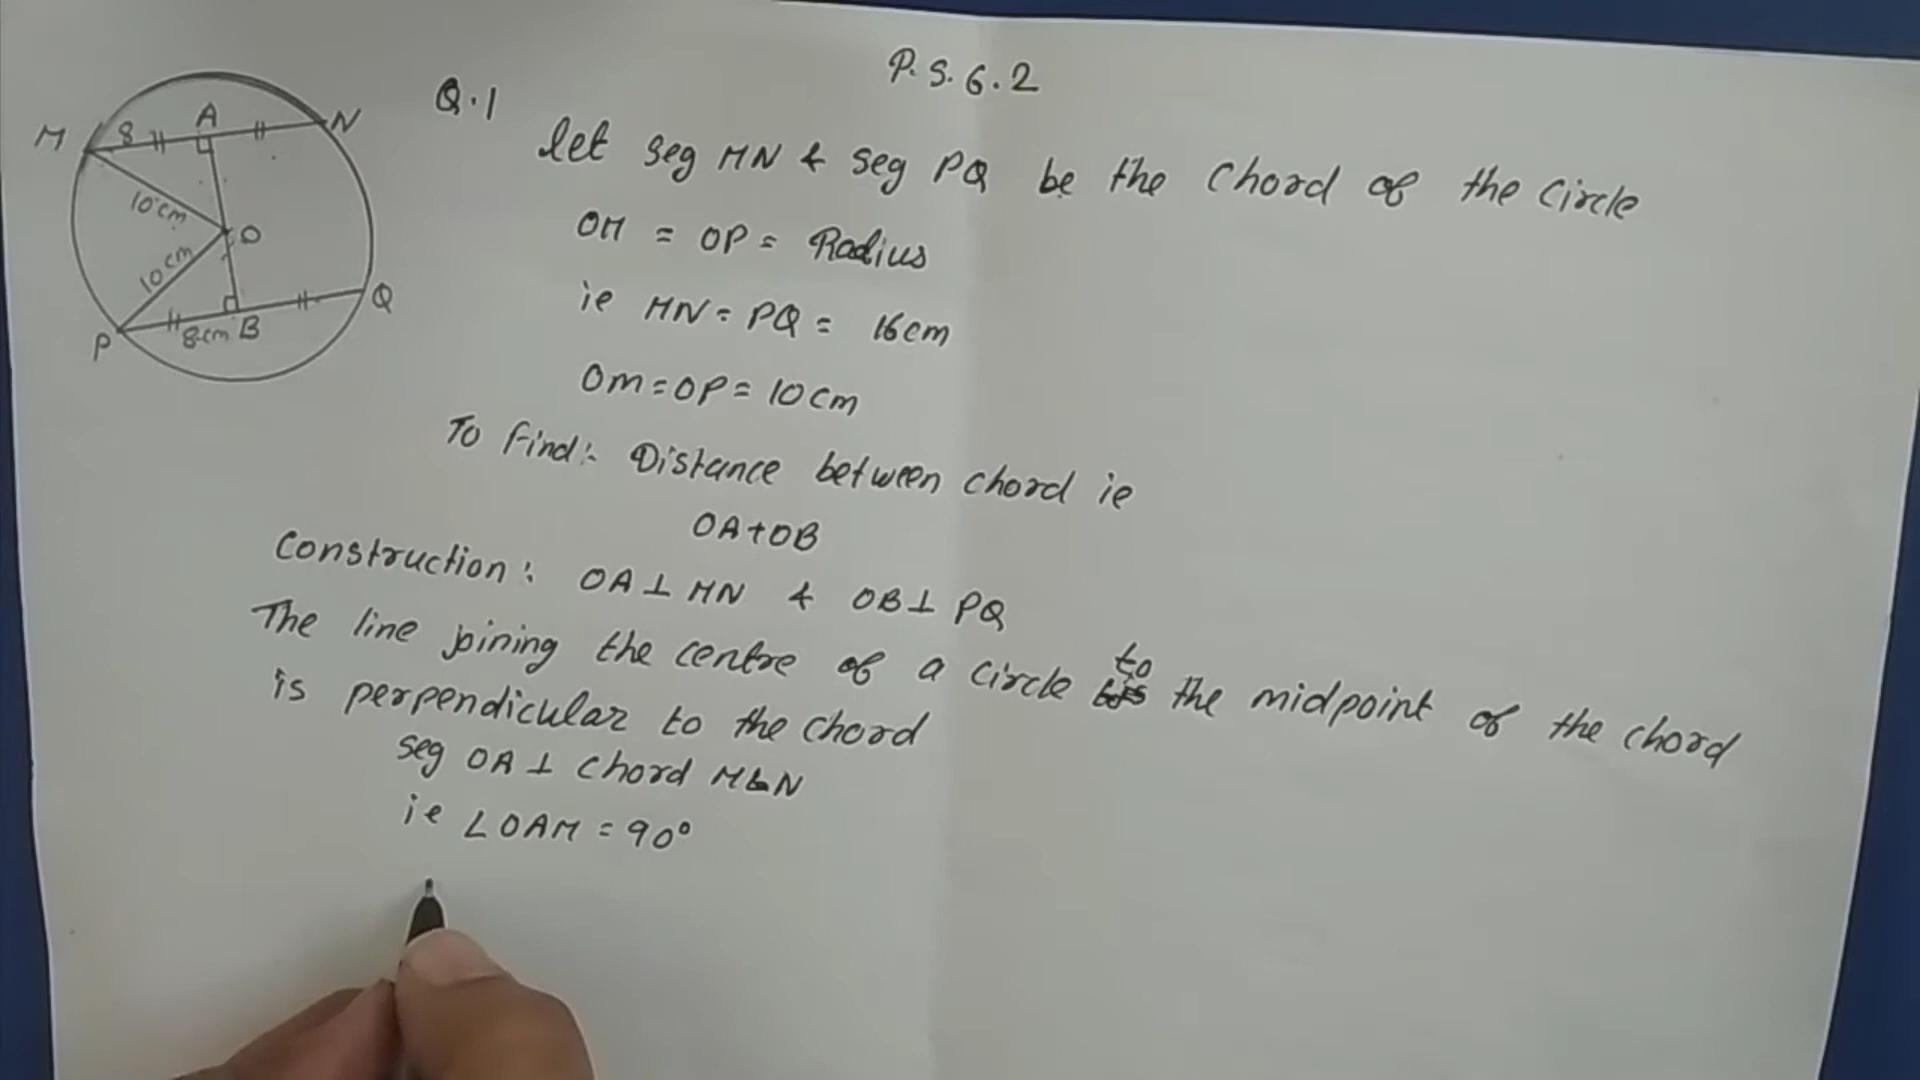 P.S. 6.2
Q.1
let seg MN & seg PQ be the chord of the circle
OM = OP = Radius
ie MN = PQ = 16cm
OM = OP = 10cm
To find:- Distance between chord ie
OA+OB
Construction: OA⊥ MN & OB⊥ PQ
The line joining the centre of a circle to the midpoint of the chord
is perpendicular to the chord
seg OA⊥ chord MN
ie ∠OAM = 90°
M 8 A N
10cm
O
10cm
P 8cm B Q